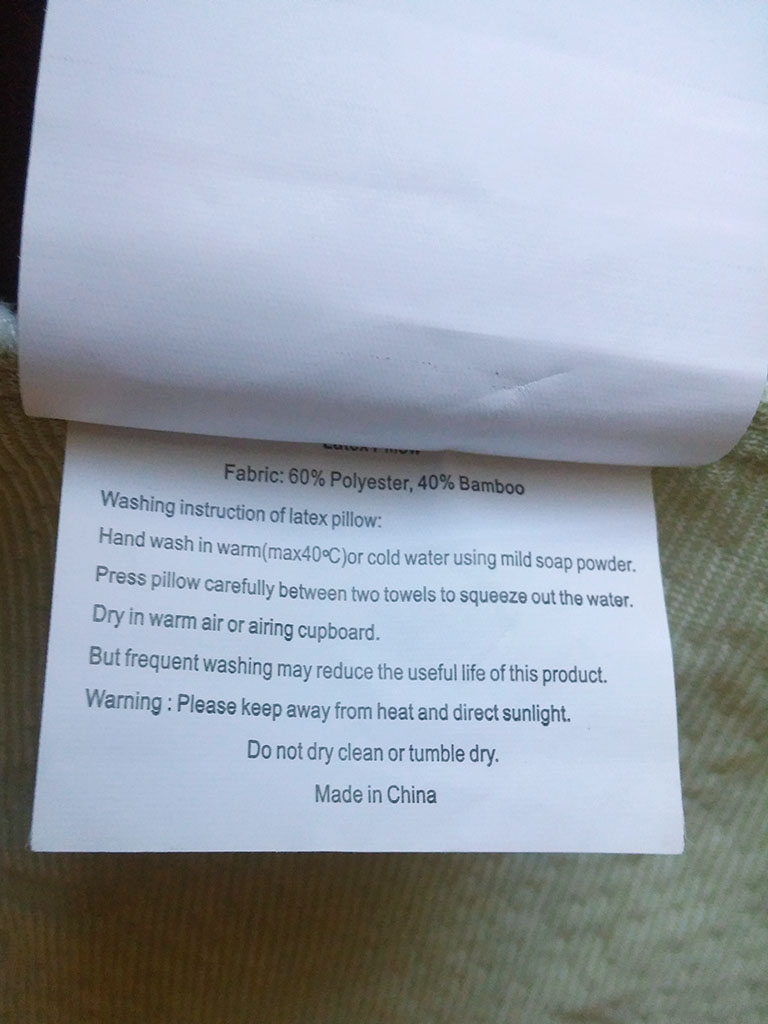 Latex Pillow
Fabric: 60% Polyester, 40% Bamboo
Washing instruction of latex pillow:
Hand wash in warm(max40ºC)or cold water using mild soap powder.
Press pillow carefully between two towels to squeeze out the water.
Dry in warm air or airing cupboard.
But frequent washing may reduce the useful life of this product.
Warning : Please keep away from heat and direct sunlight.
Do not dry clean or tumble dry.
Made in China